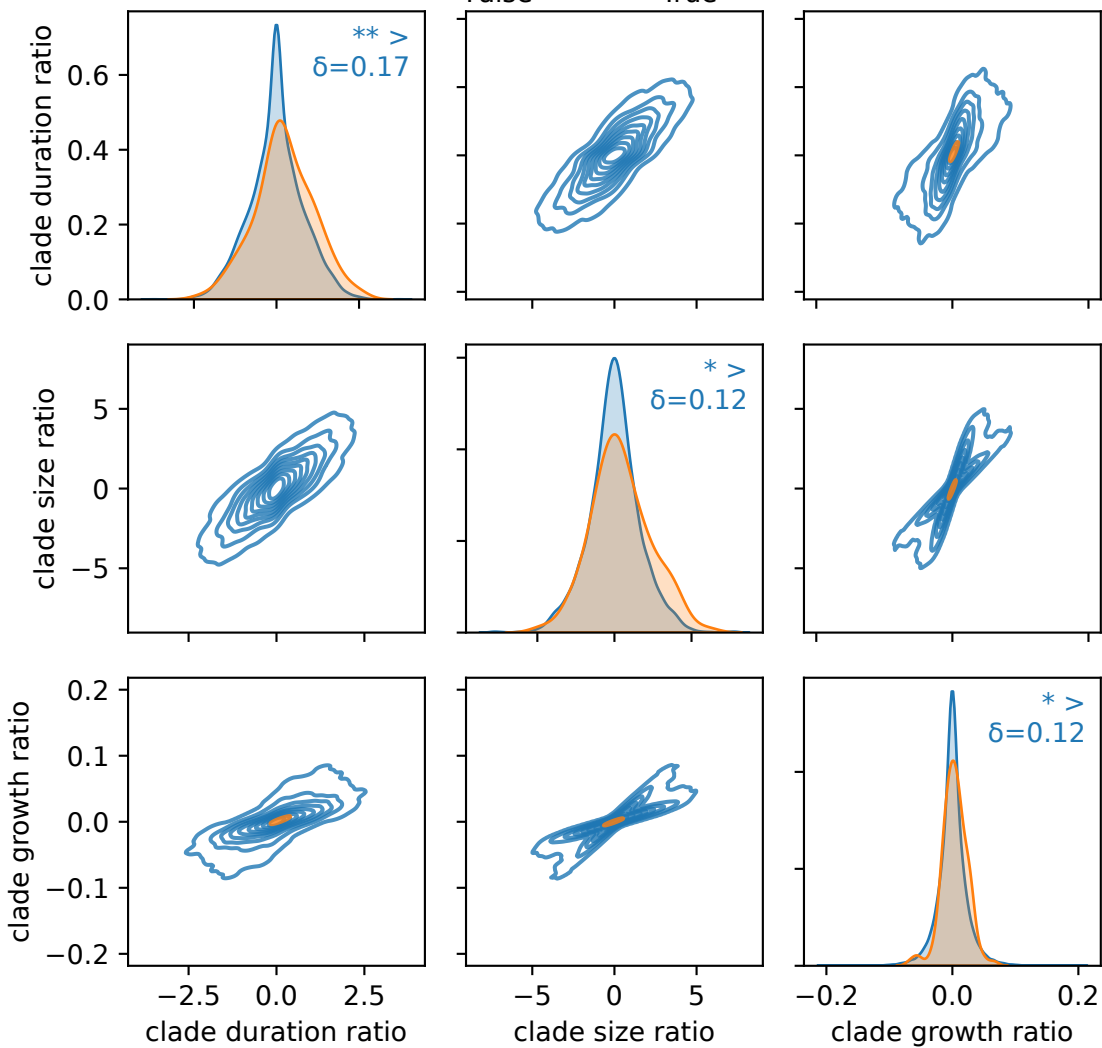 False True
clade duration ratio
0.6
0.4
0.2
0.0
** >
δ=0.17
clade size ratio
5
0
−5
* >
δ=0.12
clade growth ratio
0.2
0.1
0.0
−0.1
−0.2
* >
δ=0.12
−2.5 0.0 2.5
−5 0 5
−0.2 0.0 0.2
clade duration ratio
clade size ratio
clade growth ratio